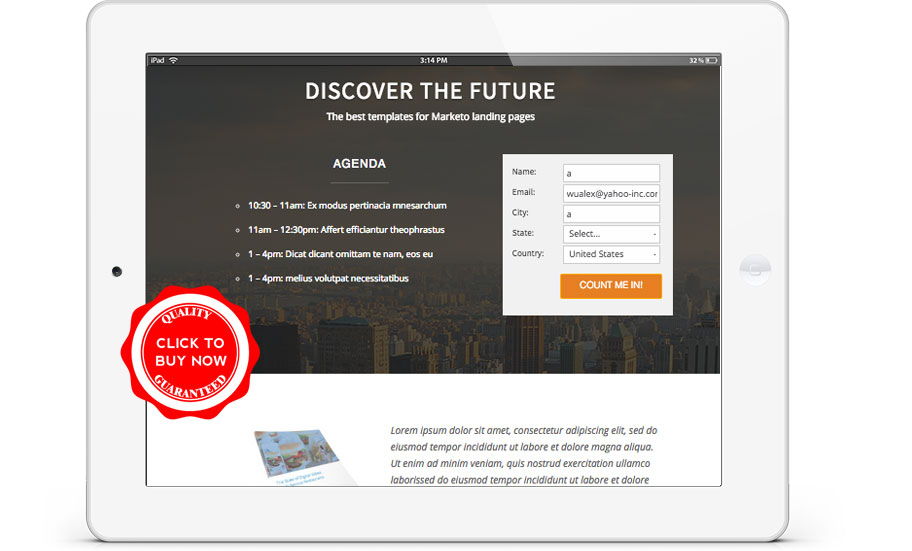 iPad
3:14 PM
32%
DISCOVER THE FUTURE
The best templates for Marketo landing pages
AGENDA
10:30 – 11am: Ex modus pertinacia mnesarchum
11am – 12:30pm: Affert efficiantur theophrastus
1 – 4pm: Dicat dicant omittam te nam, eos eu
1 – 4pm: melius volutpat necessitatibus
Name: a
Email: wualex@yahoo-inc.cor
City: a
State: Select...
Country: United States
COUNT ME IN!
QUALITY
CLICK TO
BUY NOW
GUARANTEED
Lorem ipsum dolor sit amet, consectetur adipiscing elit, sed do
eiusmod tempor incididunt ut labore et dolore magna aliqua.
Ut enim ad minim veniam, quis nostrud exercitation ullamco
laborissed do eiusmod tempor incididunt ut labore et dolore